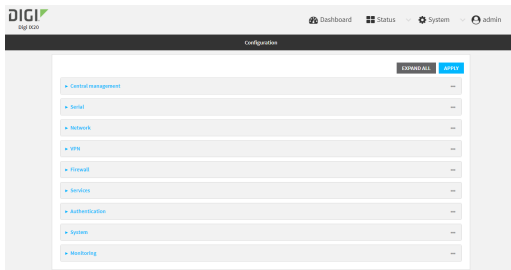 DIGI
Digi IX20
Dashboard
Status
System
admin
Configuration
EXPAND ALL
APPLY
Central management
Serial
Network
VPN
Firewall
Services
Authentication
System
Monitoring